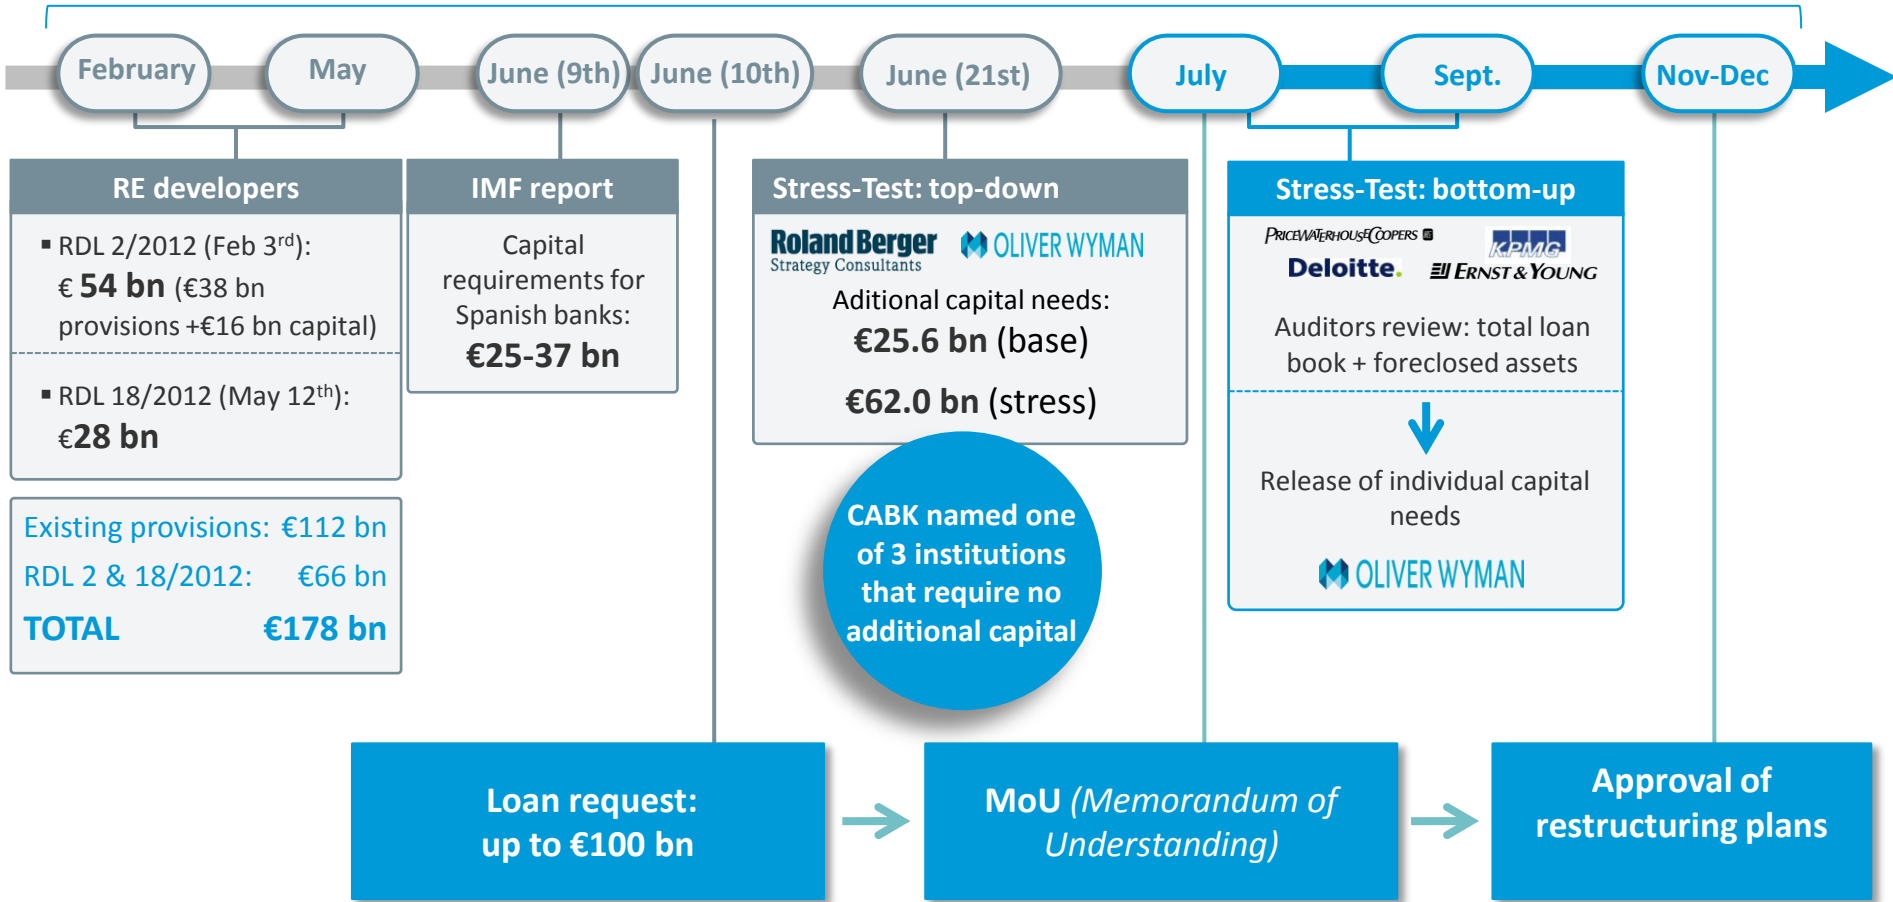 February
May
June (9th)
June (10th)
June (21st)
July
Sept.
Nov-Dec
RE developers
▪ RDL 2/2012 (Feb 3rd):
€ 54 bn (€38 bn
provisions +€16 bn capital)
▪ RDL 18/2012 (May 12th):
€28 bn
Existing provisions: €112 bn
RDL 2 & 18/2012: €66 bn
TOTAL €178 bn
IMF report
Capital
requirements for
Spanish banks:
€25-37 bn
Stress-Test: top-down
Roland Berger
Strategy Consultants
OLIVER WYMAN
Aditional capital needs:
€25.6 bn (base)
€62.0 bn (stress)
CABK named one
of 3 institutions
that require no
additional capital
Stress-Test: bottom-up
PRICEWATERHOUSECOOPERS
KPMG
Deloitte.
ERNST & YOUNG
Auditors review: total loan
book + foreclosed assets
Release of individual capital
needs
OLIVER WYMAN
Loan request:
up to €100 bn
MoU (Memorandum of
Understanding)
Approval of
restructuring plans